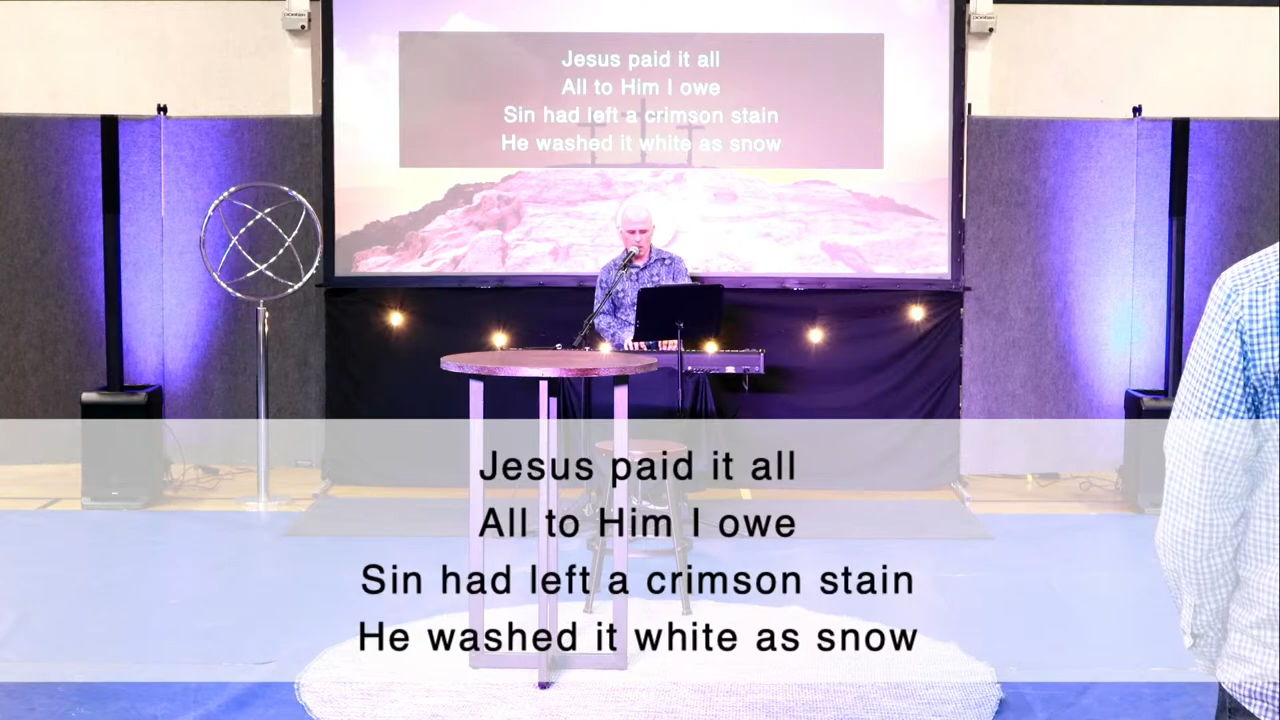 Jesus paid it all
All to Him I owe
Sin had left a crimson stain
He washed it white as snow
Jesus paid it all
All to Him I owe
Sin had left a crimson stain
He washed it white as snow